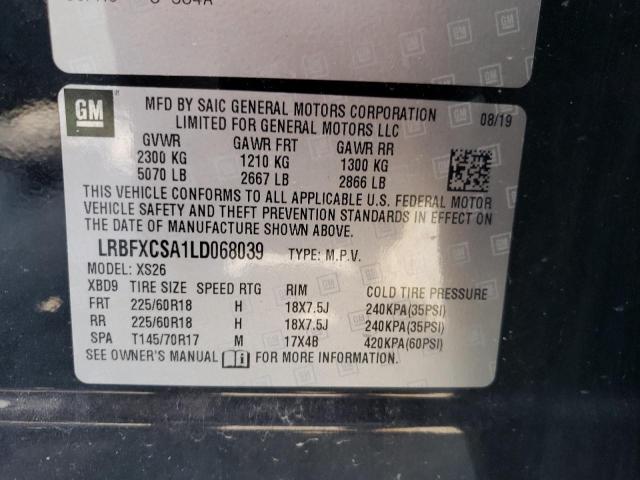 GM
GM
MFD BY SAIC GENERAL MOTORS CORPORATION
LIMITED FOR GENERAL MOTORS LLC
08/19
GVWR GAWR FRT GAWR RR
2300 KG 1210 KG 1300 KG
5070 LB 2667 LB 2866 LB
THIS VEHICLE CONFORMS TO ALL APPLICABLE U.S. FEDERAL MOTOR
VEHICLE SAFETY AND THEFT PREVENTION STANDARDS IN EFFECT ON
THE DATE OF MANUFACTURE SHOWN ABOVE.
LRBFXCSA1LD068039 TYPE: M.P.V.
MODEL: XS26
XBD9 TIRE SIZE SPEED RTG RIM COLD TIRE PRESSURE
FRT 225/60R18 H 18X7.5J 240KPA(35PSI)
RR 225/60R18 H 18X7.5J 240KPA(35PSI)
SPA T145/70R17 M 17X4B 420KPA(60PSI)
SEE OWNER'S MANUAL FOR MORE INFORMATION.